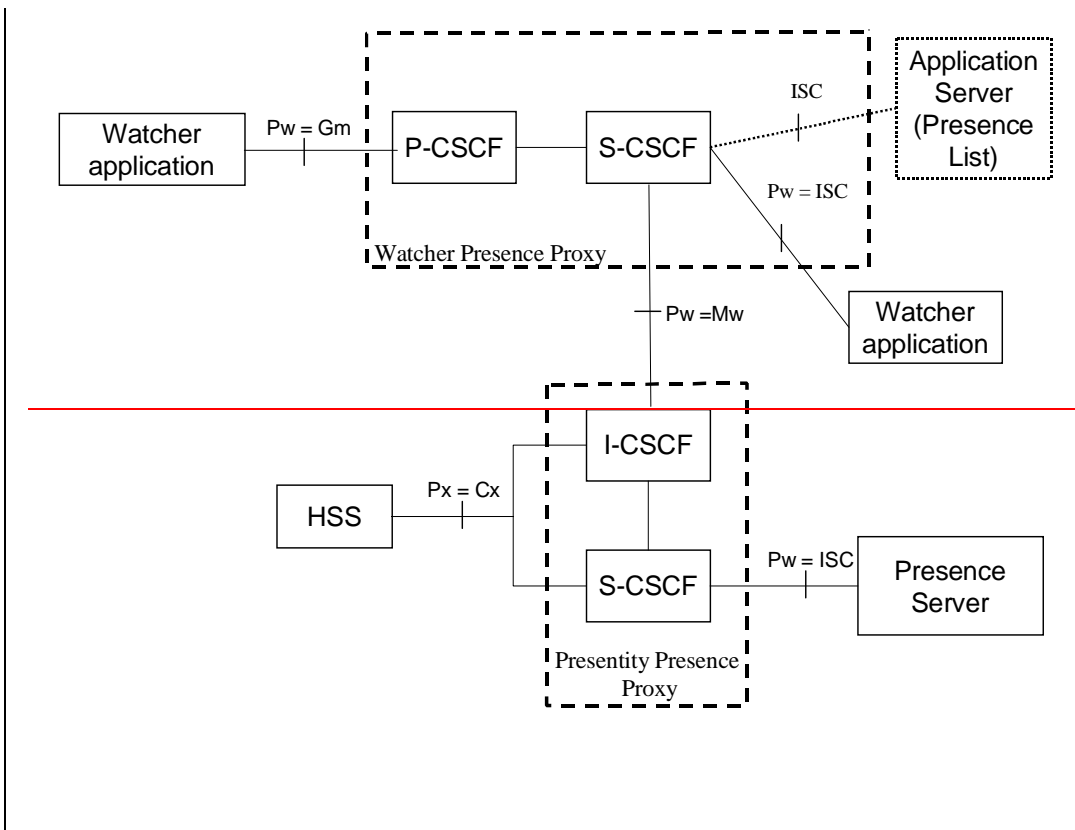 Application
Server
(Presence
List)
ISC
Watcher
application
Pw = Gm
P-CSCF
S-CSCF
Pw = ISC
Watcher Presence Proxy
Pw =Mw
Watcher
application
I-CSCF
Px = Cx
HSS
S-CSCF
Pw = ISC
Presence
Server
Presentity Presence
Proxy